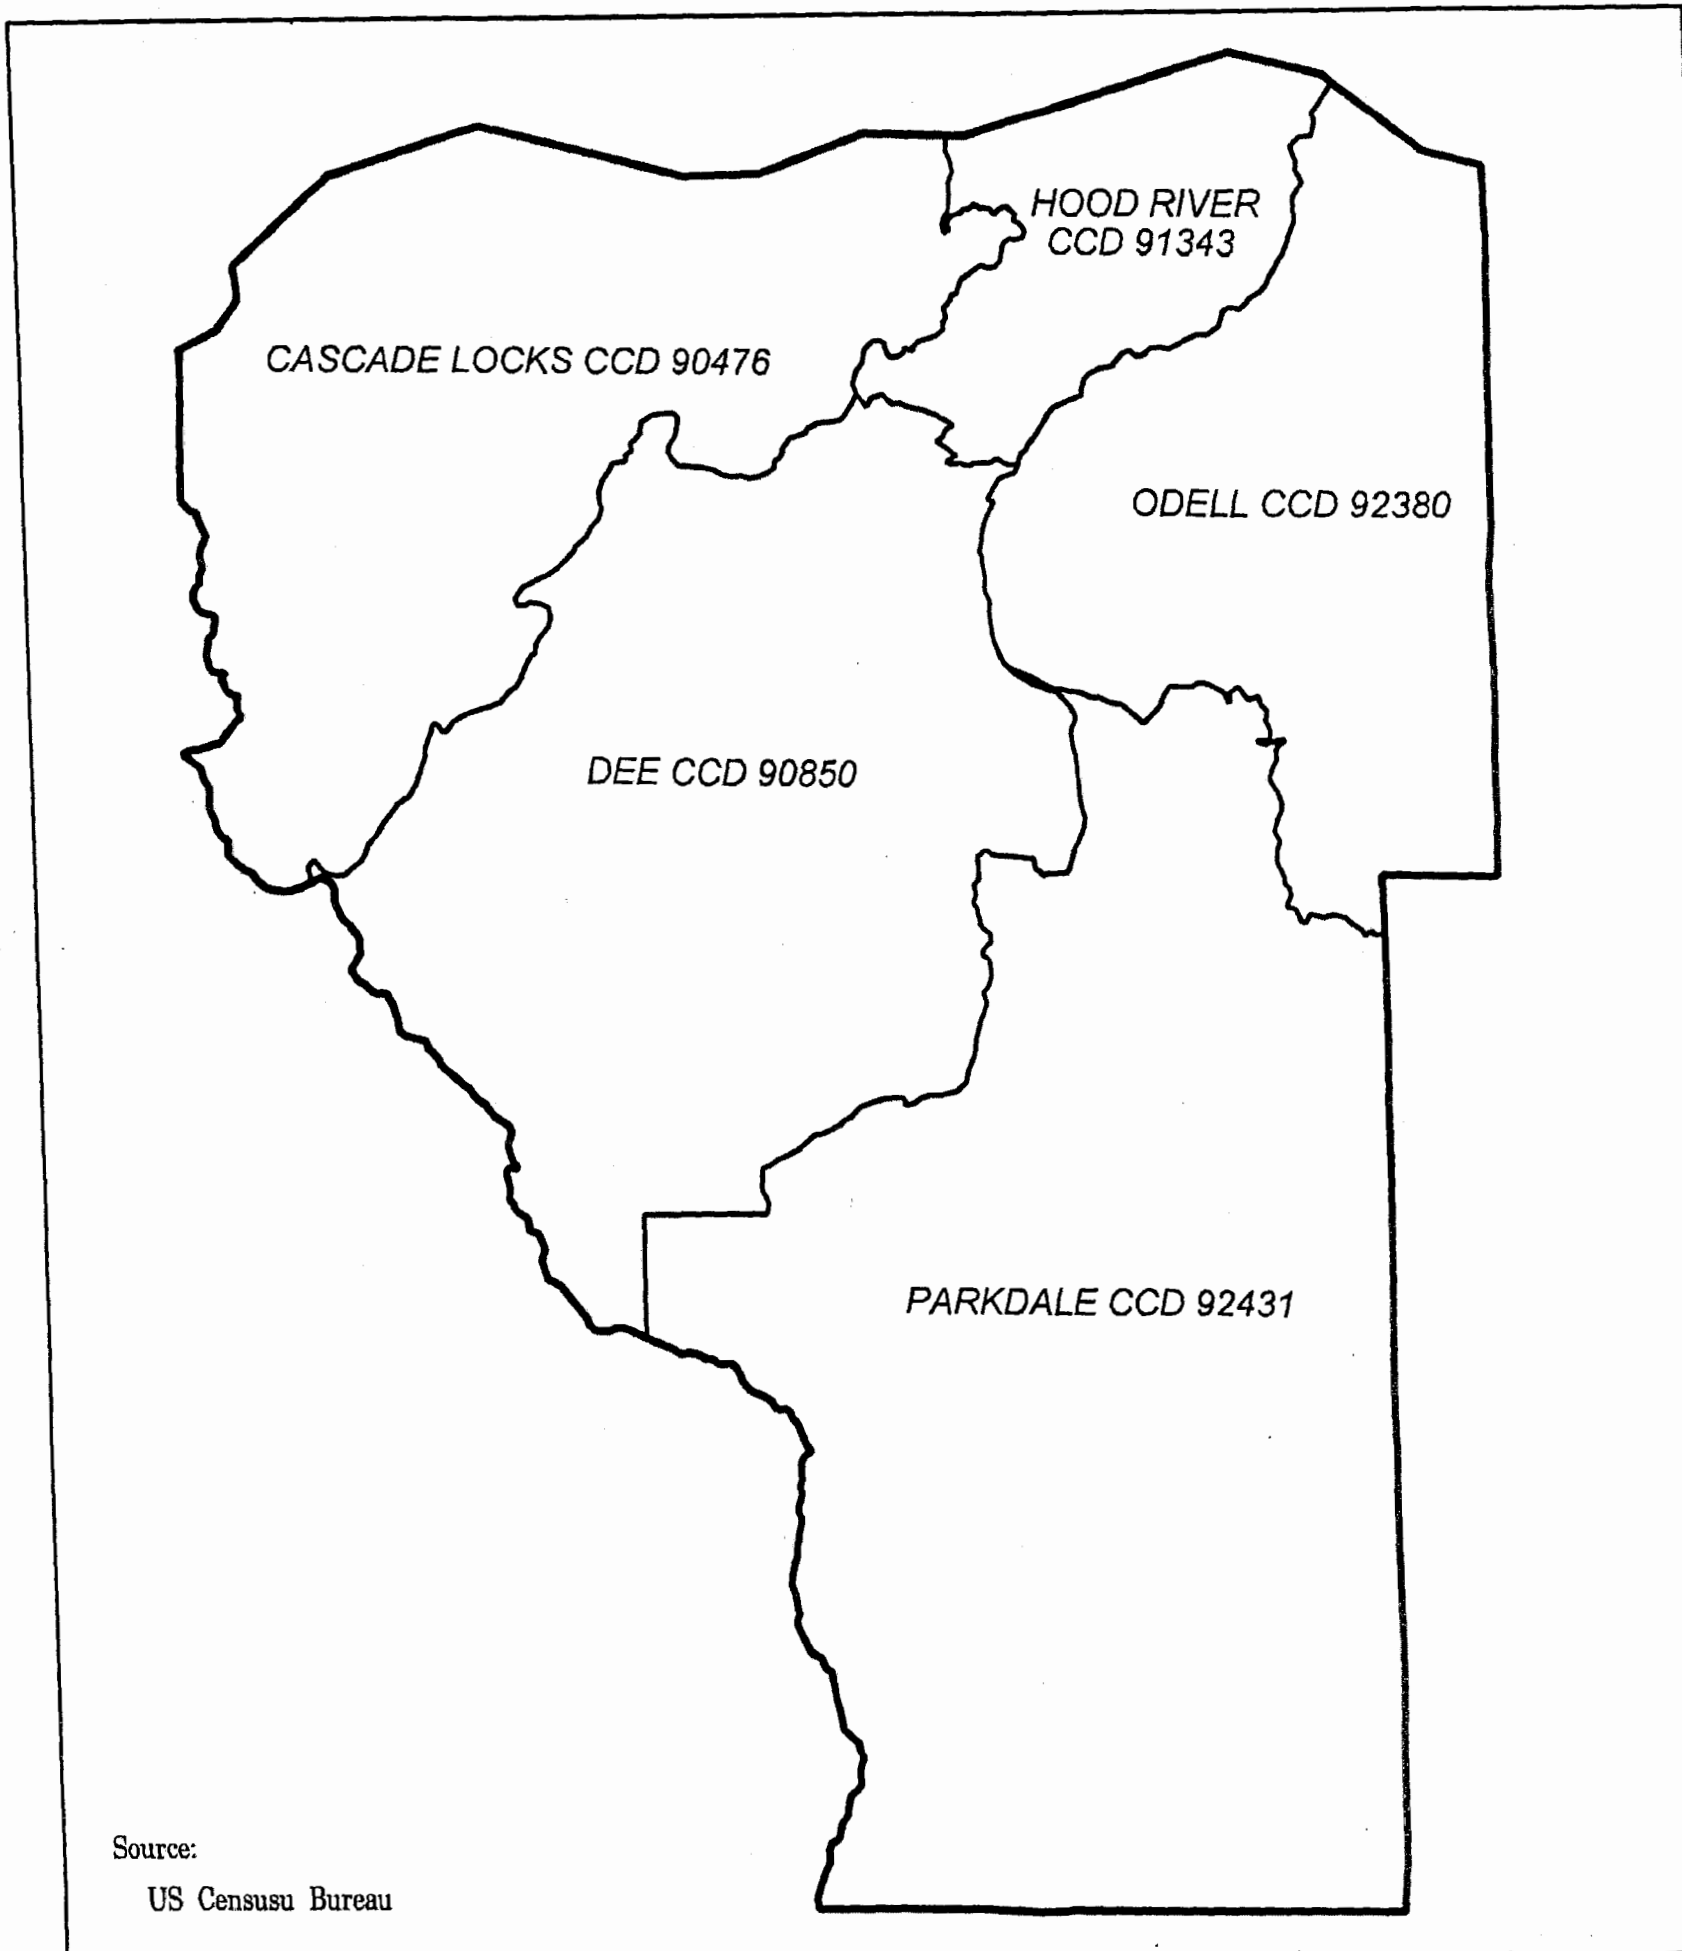 HOOD RIVER
CCD 91343
CASCADE LOCKS CCD 90476
ODELL CCD 92380
DEE CCD 90850
PARKDALE CCD 92431
Source:
US Censusu Bureau